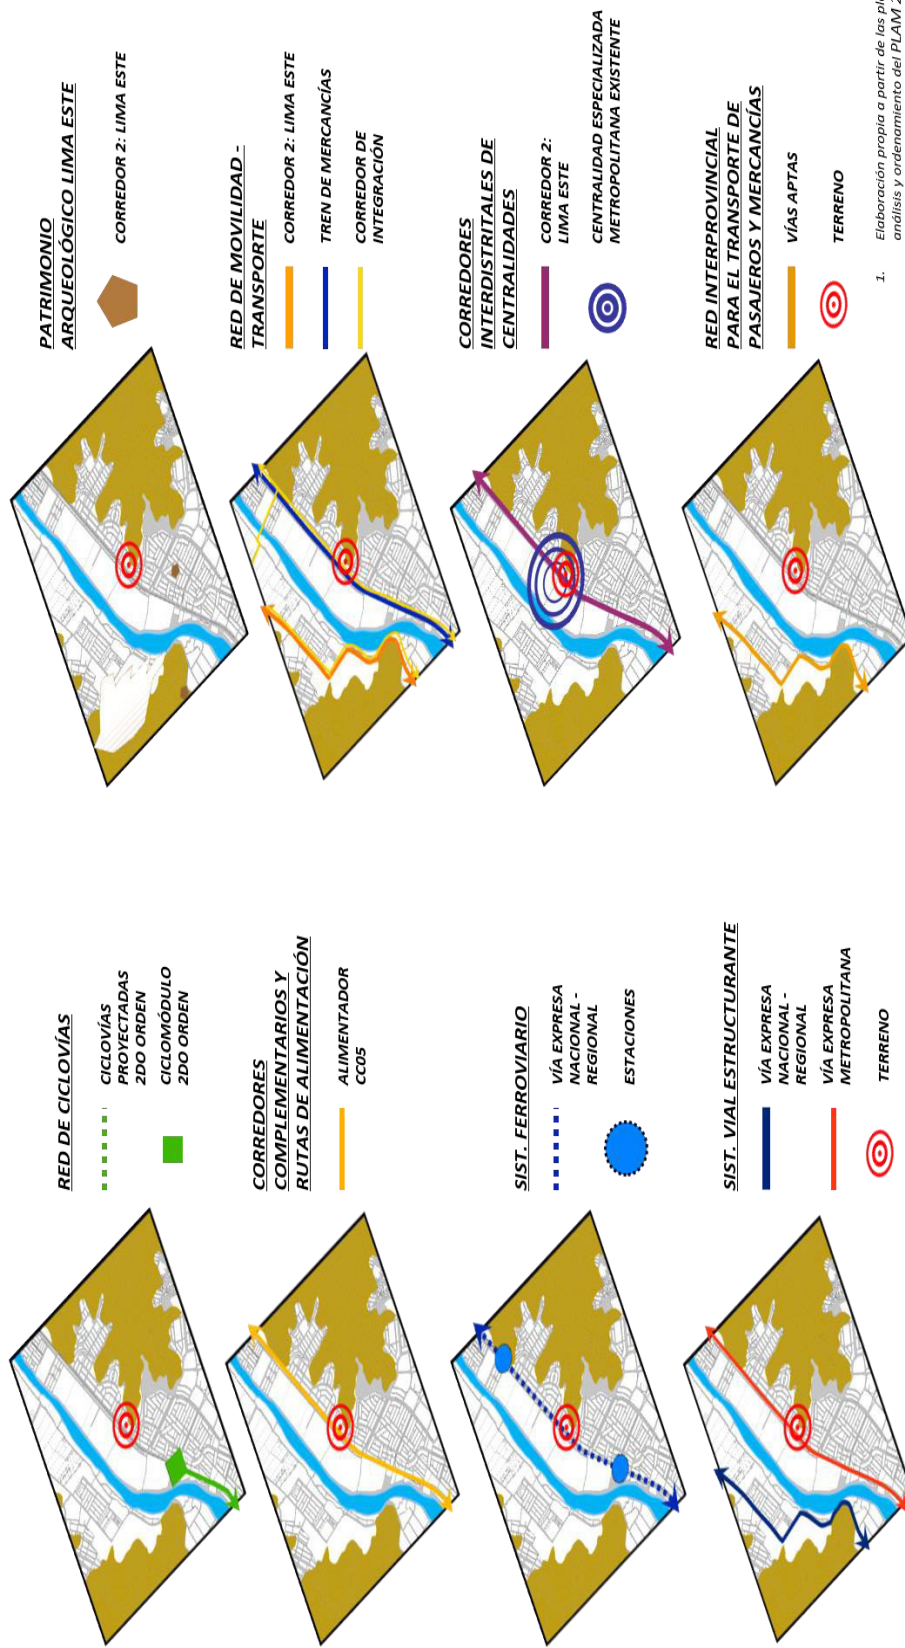 RED DE CICLOVÍAS
CICLOVÍAS
PROYECTADAS
2DO ORDEN
CICLOMÓDULO
2DO ORDEN
CORREDORES
COMPLEMENTARIOS Y
RUTAS DE ALIMENTACIÓN
ALIMENTADOR
CC05
SIST. FERROVIARIO
VÍA EXPRESA
NACIONAL -
REGIONAL
ESTACIONES
SIST. VIAL ESTRUCTURANTE
VÍA EXPRESA
NACIONAL -
REGIONAL
VÍA EXPRESA
METROPOLITANA
TERRENO
PATRIMONIO
ARQUEOLÓGICO LIMA ESTE
CORREDOR 2: LIMA ESTE
RED DE MOVILIDAD -
TRANSPORTE
CORREDOR 2: LIMA ESTE
TREN DE MERCANCÍAS
CORREDOR DE
INTEGRACIÓN
CORREDORES
INTERDISTRITALES DE
CENTRALIDADES
CORREDOR 2:
LIMA ESTE
CENTRALIDAD ESPECIALIZADA
METROPOLITANA EXISTENTE
RED INTERPROVINCIAL
PARA EL TRANSPORTE DE
PASAJEROS Y MERCANCÍAS
VÍAS APTAS
TERRENO
1. Elaboración propia a partir de las
análisis y ordenamiento del PLAM